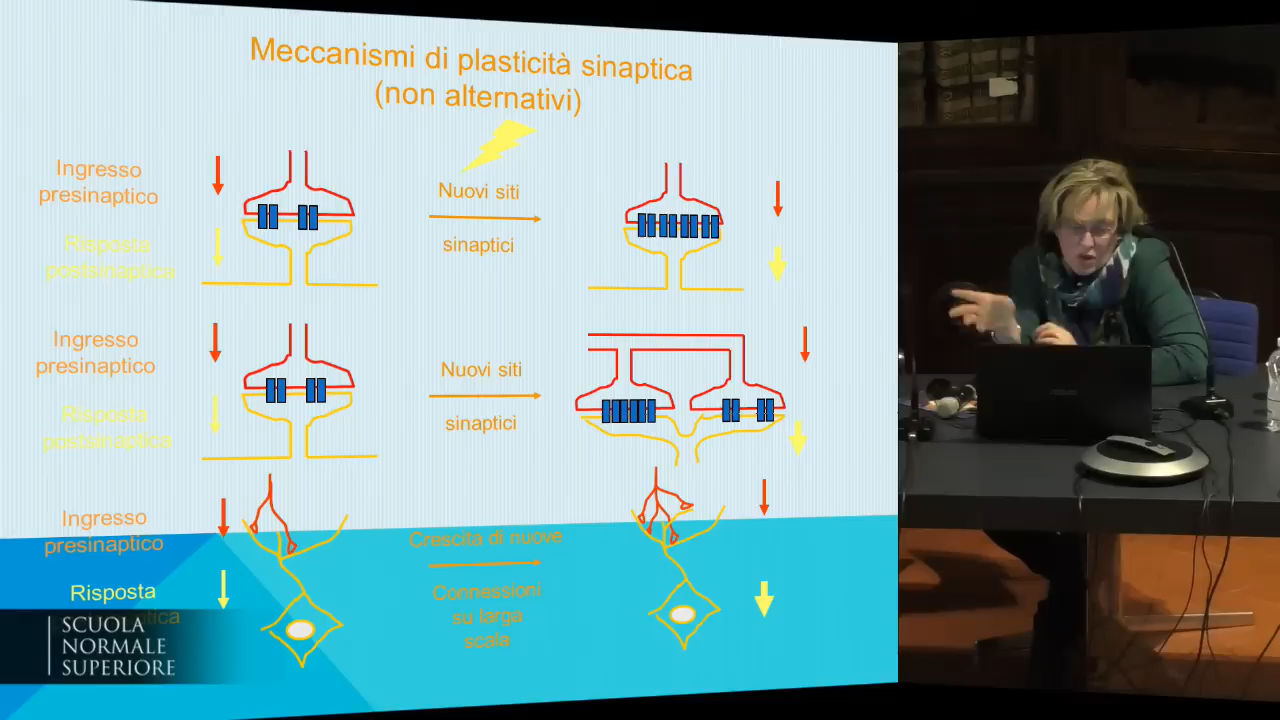 Meccanismi di plasticità sinaptica
(non alternativi)
Ingresso
presinaptico
Risposta
postsinaptica
Nuovi siti
sinaptici
Ingresso
presinaptico
Risposta
postsinaptica
Nuovi siti
sinaptici
Ingresso
presinaptico
Risposta
Crescita di nuove
Connessioni
su larga
scala
SCUOLA
NORMALE
SUPERIORE